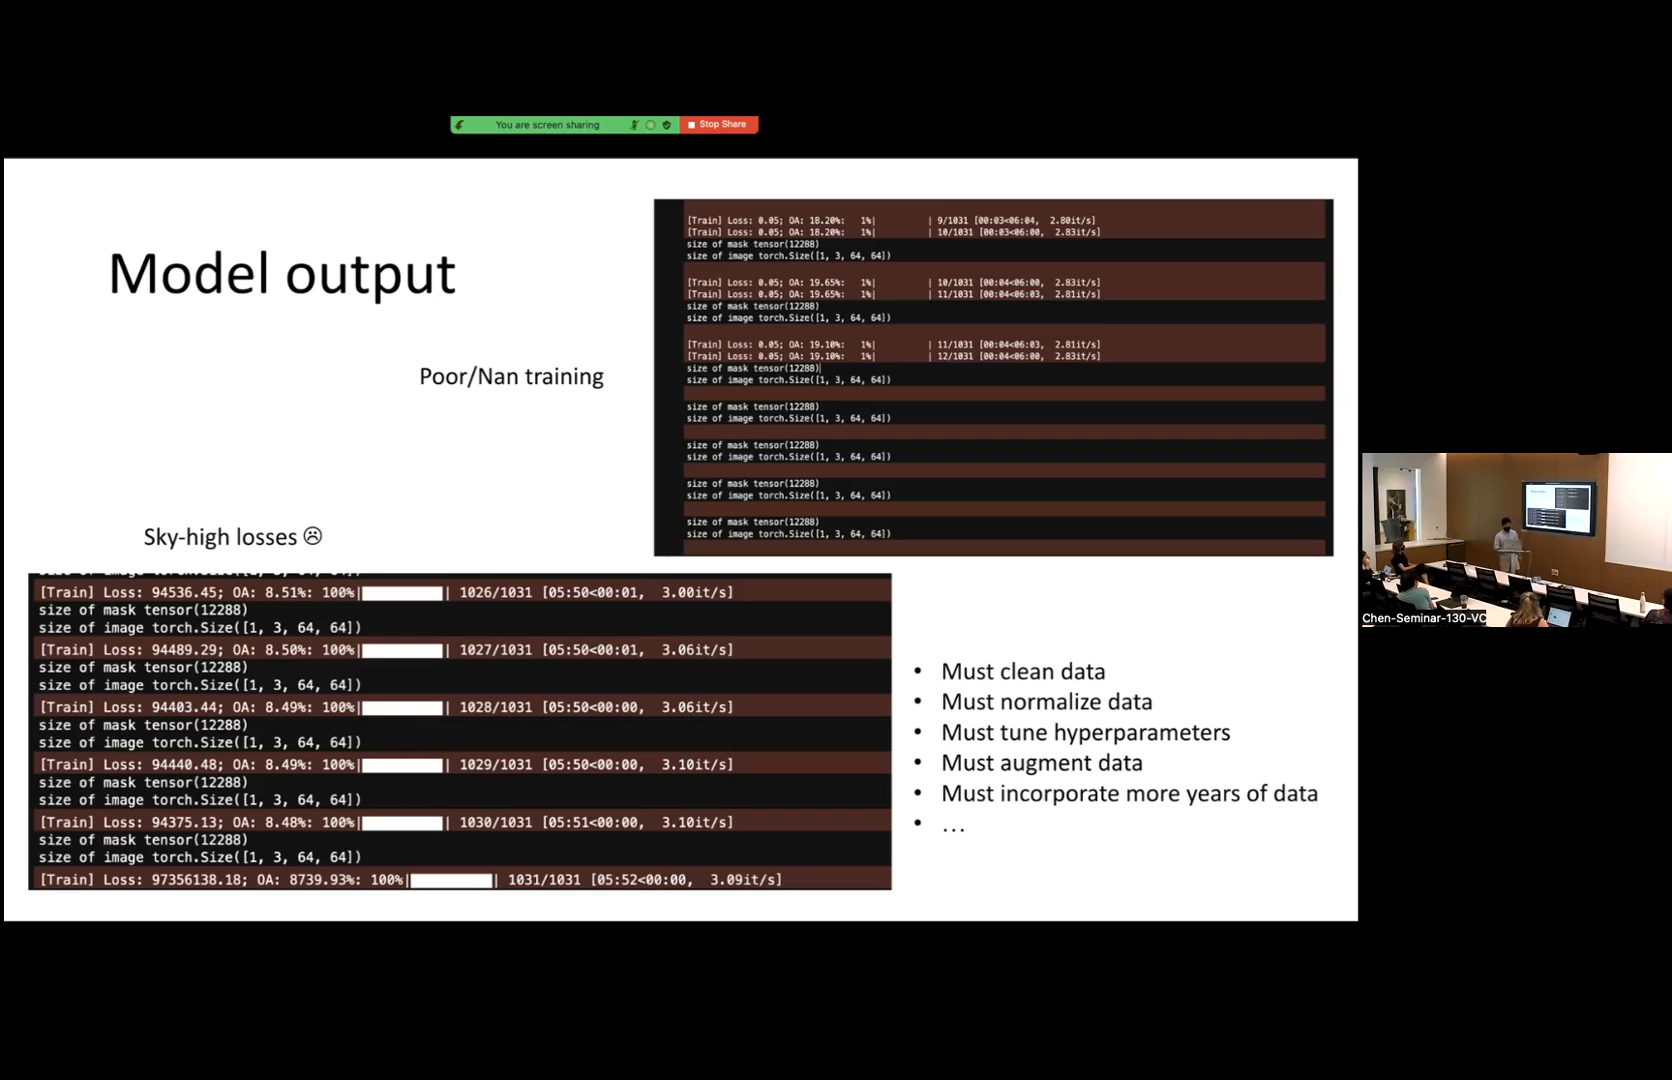 You are screen sharing
Stop Share
Model output
Poor/Nan training
[Train] Loss: 0.05; OA: 18.20%:   1%|          | 9/1031 [00:03<06:04,  2.80it/s]
[Train] Loss: 0.05; OA: 18.20%:   1%|          | 10/1031 [00:03<06:00,  2.83it/s]
size of mask tensor(12288)
size of image torch.Size([1, 3, 64, 64])
[Train] Loss: 0.05; OA: 19.65%:   1%|          | 10/1031 [00:04<06:00,  2.83it/s]
[Train] Loss: 0.05; OA: 19.65%:   1%|          | 11/1031 [00:04<06:03,  2.81it/s]
size of mask tensor(12288)
size of image torch.Size([1, 3, 64, 64])
[Train] Loss: 0.05; OA: 19.10%:   1%|          | 11/1031 [00:04<06:03,  2.81it/s]
[Train] Loss: 0.05; OA: 19.10%:   1%|          | 12/1031 [00:04<06:00,  2.83it/s]
size of mask tensor(12288)
size of image torch.Size([1, 3, 64, 64])
size of mask tensor(12288)
size of image torch.Size([1, 3, 64, 64])
size of mask tensor(12288)
size of image torch.Size([1, 3, 64, 64])
size of mask tensor(12288)
size of image torch.Size([1, 3, 64, 64])
size of mask tensor(12288)
size of image torch.Size([1, 3, 64, 64])
Sky-high losses ☹
size of image torch.Size([1, 3, 64, 64])
[Train] Loss: 94536.45; OA: 8.51%: 100%|          | 1026/1031 [05:50<00:01,  3.00it/s]
size of mask tensor(12288)
size of image torch.Size([1, 3, 64, 64])
[Train] Loss: 94489.29; OA: 8.50%: 100%|          | 1027/1031 [05:50<00:01,  3.06it/s]
size of mask tensor(12288)
size of image torch.Size([1, 3, 64, 64])
[Train] Loss: 94403.44; OA: 8.49%: 100%|          | 1028/1031 [05:50<00:00,  3.06it/s]
size of mask tensor(12288)
size of image torch.Size([1, 3, 64, 64])
[Train] Loss: 94440.48; OA: 8.49%: 100%|          | 1029/1031 [05:50<00:00,  3.10it/s]
size of mask tensor(12288)
size of image torch.Size([1, 3, 64, 64])
[Train] Loss: 94375.13; OA: 8.48%: 100%|          | 1030/1031 [05:51<00:00,  3.10it/s]
size of mask tensor(12288)
size of image torch.Size([1, 3, 64, 64])
[Train] Loss: 97356138.18; OA: 8739.93%: 100%|          | 1031/1031 [05:52<00:00,  3.09it/s]
• Must clean data
• Must normalize data
• Must tune hyperparameters
• Must augment data
• Must incorporate more years of data
• ...
Chen-Seminar-130-VC